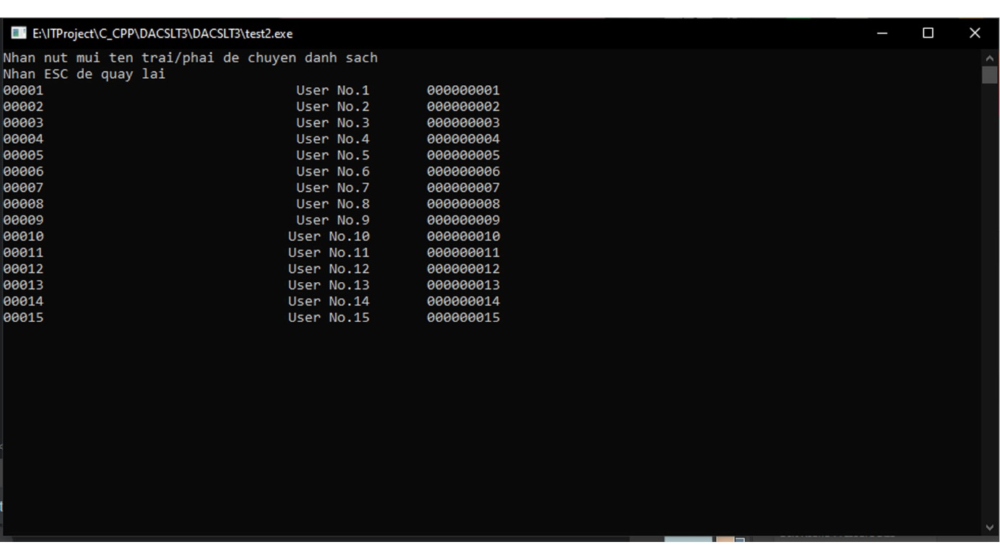 E:\ITProject\C_CPP\DACSLT3\DACSLT3\test2.exe
Nhan nut mui ten trai/phai de chuyen danh sach
Nhan ESC de quay lai
00001 User No.1 000000001
00002 User No.2 000000002
00003 User No.3 000000003
00004 User No.4 000000004
00005 User No.5 000000005
00006 User No.6 000000006
00007 User No.7 000000007
00008 User No.8 000000008
00009 User No.9 000000009
00010 User No.10 000000010
00011 User No.11 000000011
00012 User No.12 000000012
00013 User No.13 000000013
00014 User No.14 000000014
00015 User No.15 000000015